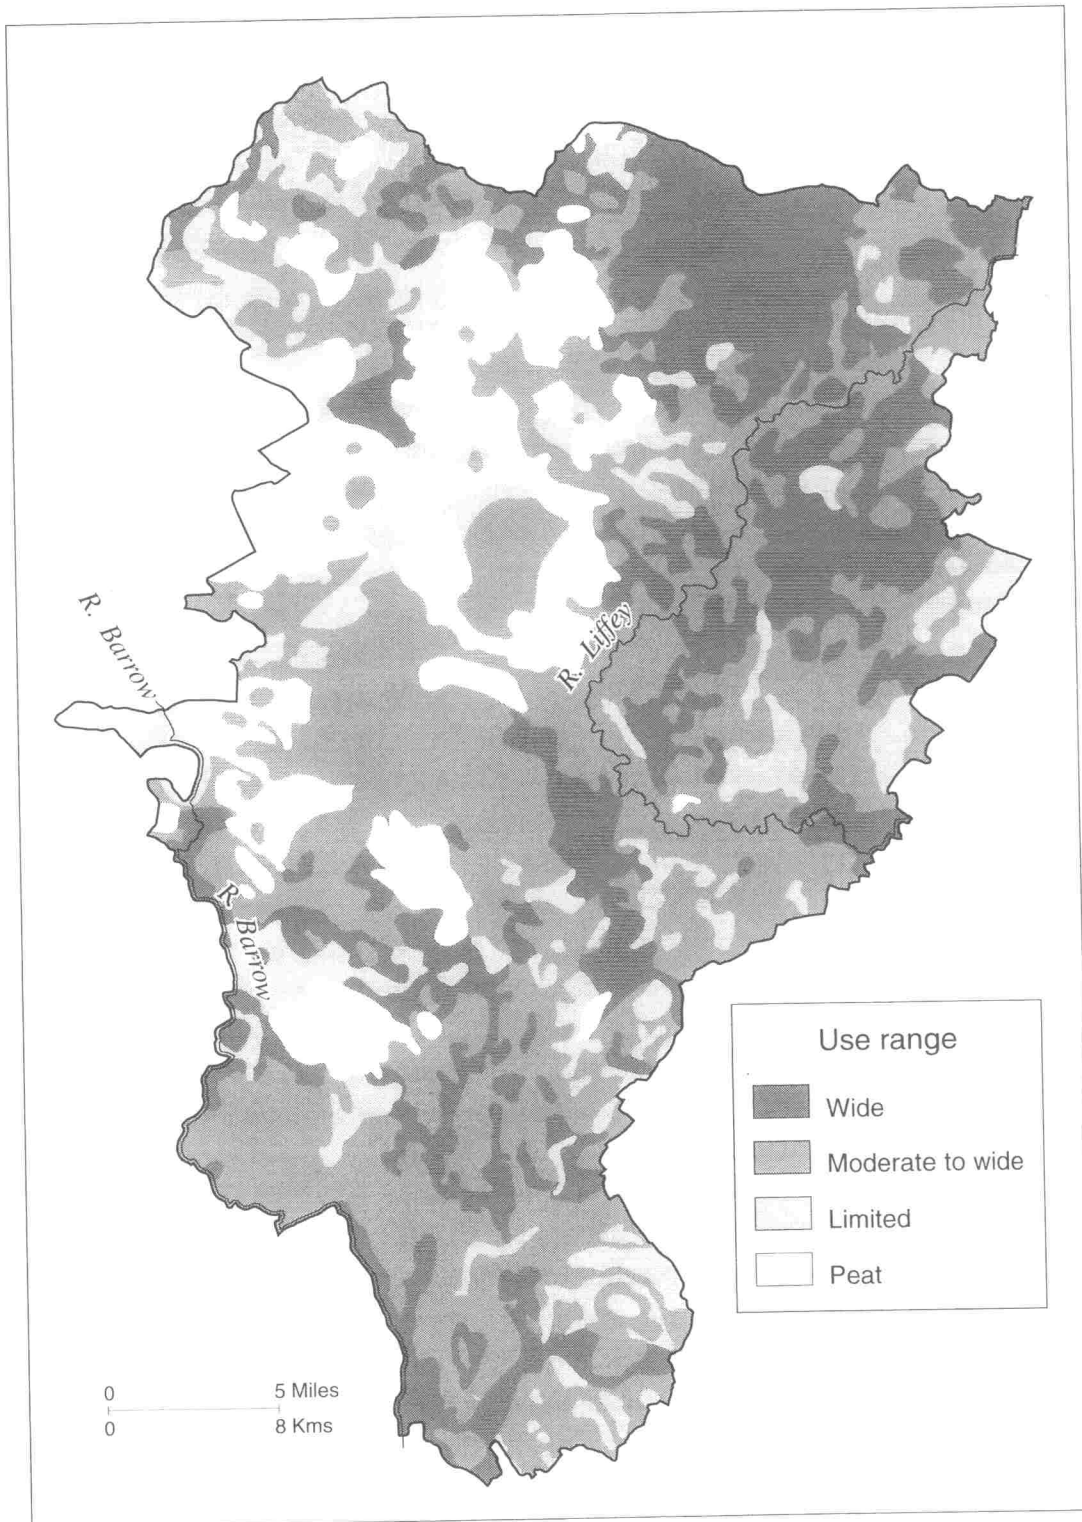 R. Barrow
R. Liffey
R. Barrow
Use range
Wide
Moderate to wide
Limited
Peat
0 5 Miles
0 8 Kms